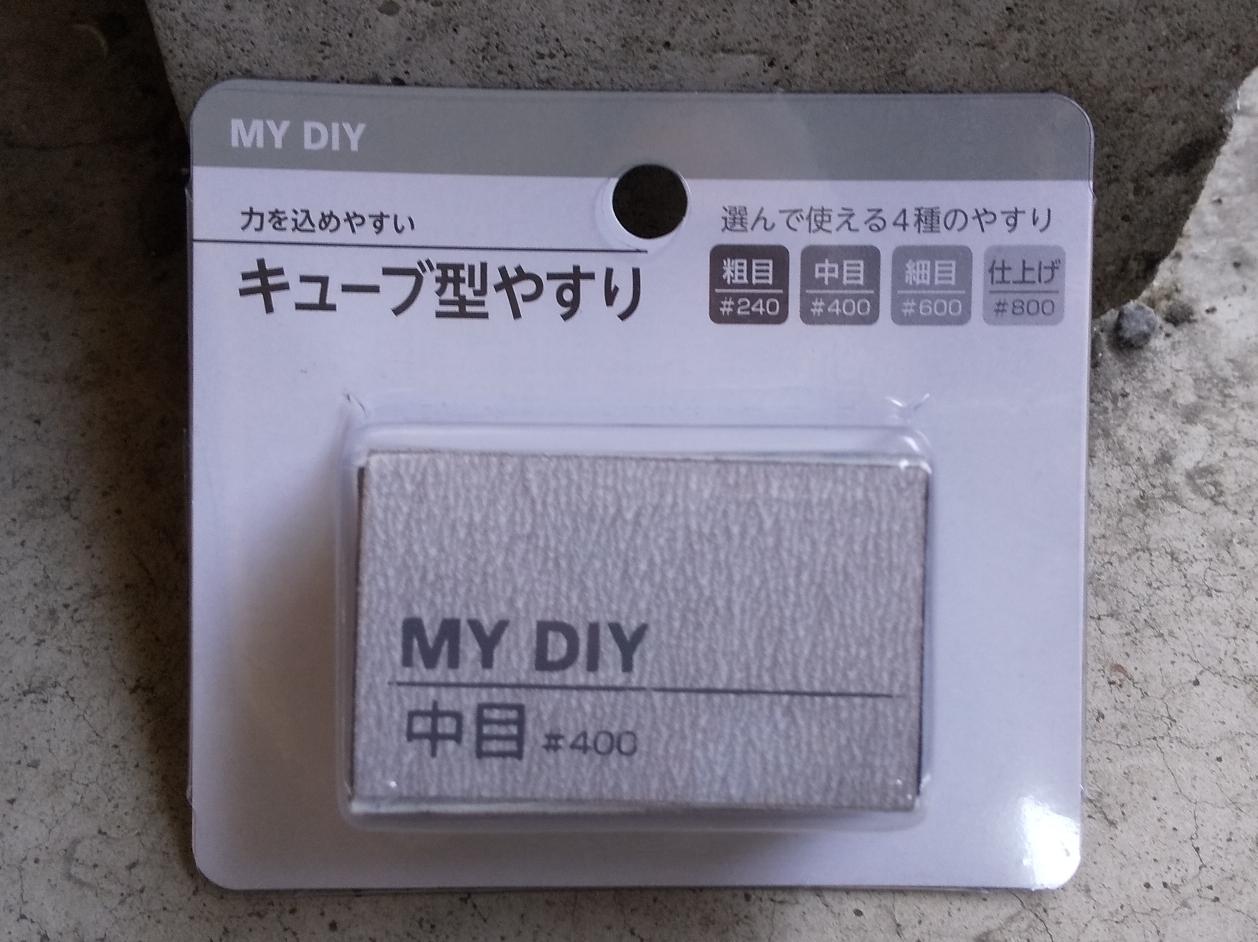 MY DIY
力を込めやすい
キューブ型やすり
選んで使える4種のやすり
粗目 中目 細目 仕上げ
#240 #400 #600 #800
MY DIY
中目 #400